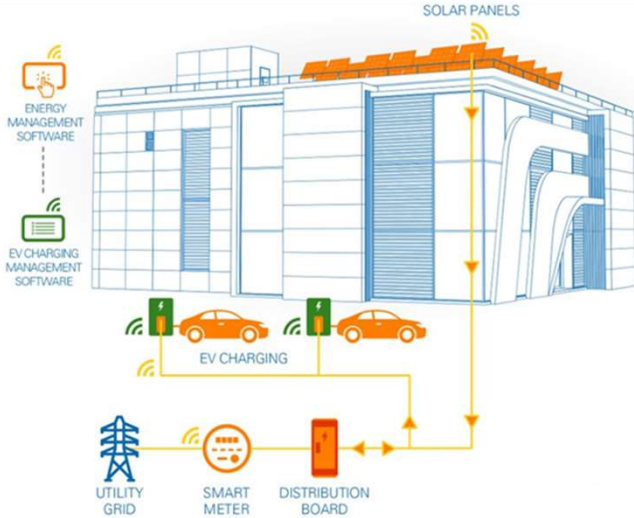 SOLAR PANELS
ENERGY
MANAGEMENT
SOFTWARE
EV CHARGING
MANAGEMENT
SOFTWARE
EV CHARGING
UTILITY
GRID
SMART
METER
DISTRIBUTION
BOARD